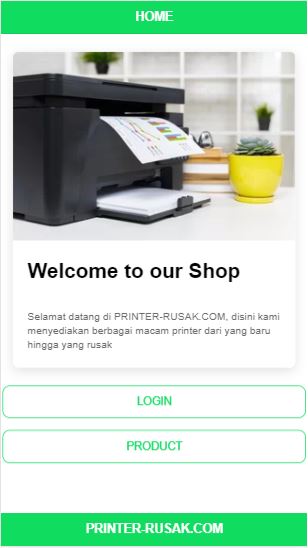 HOME
Welcome to our Shop
Selamat datang di PRINTER-RUSAK.COM, disini kami
menyediakan berbagai macam printer dari yang baru
hingga yang rusak
LOGIN
PRODUCT
PRINTER-RUSAK.COM